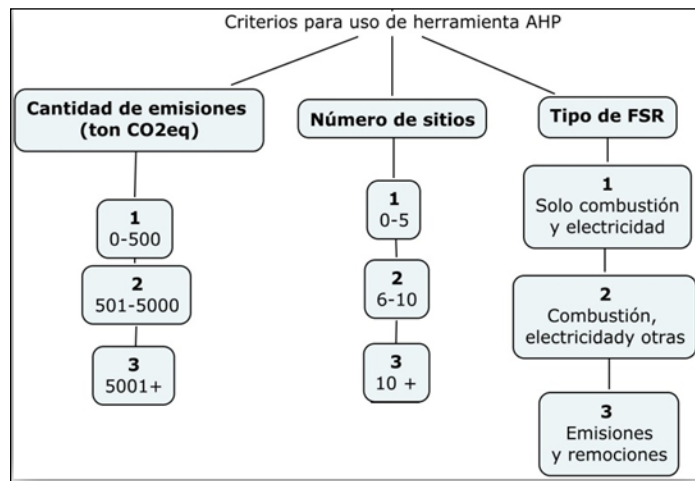 Criterios para uso de herramienta AHP
Cantidad de emisiones
(ton CO2eq)
1
0-500
2
501-5000
3
5001+
Número de sitios
1
0-5
2
6-10
3
10 +
Tipo de FSR
1
Solo combustión
y electricidad
2
Combustión,
electricidady otras
3
Emisiones
y remociones